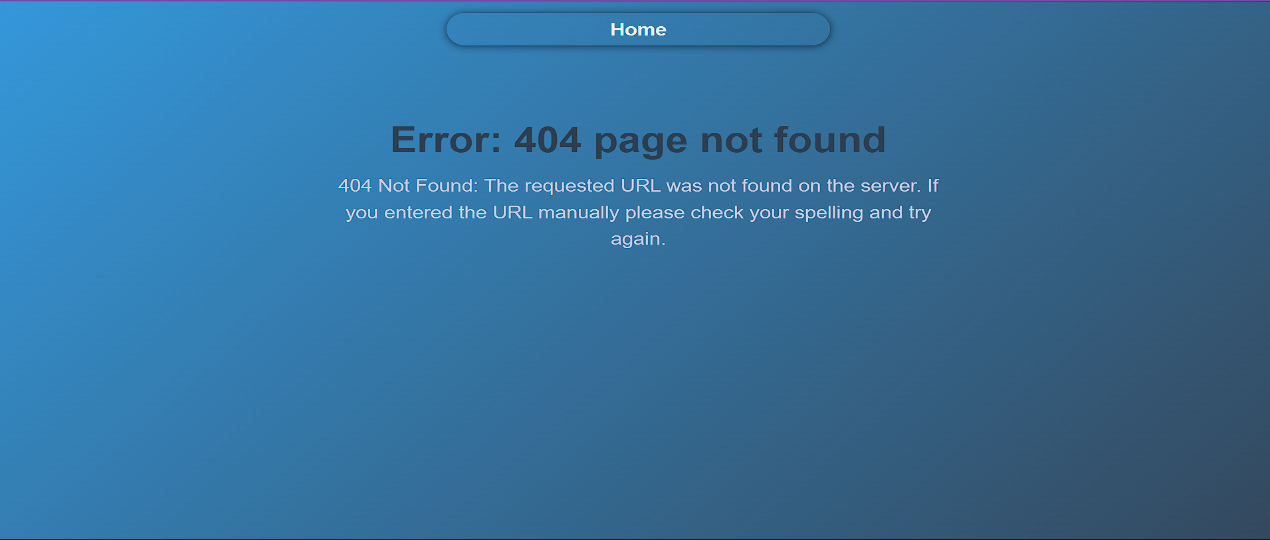 Home
Error: 404 page not found
404 Not Found: The requested URL was not found on the server. If
you entered the URL manually please check your spelling and try
again.